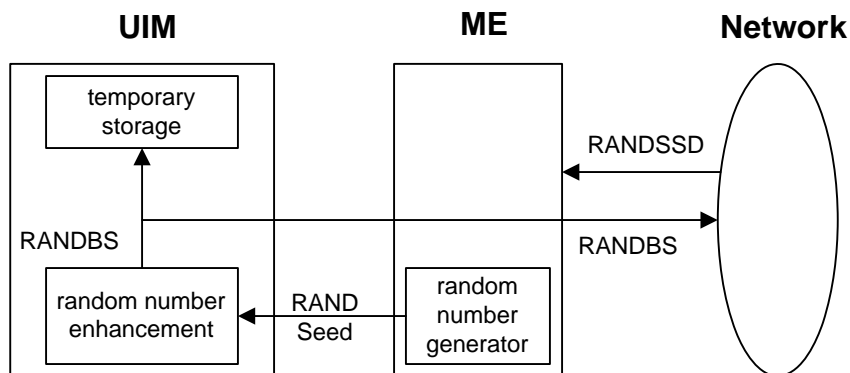 UIM
ME
Network
temporary
storage
RANDSSD
RANDBS
RANDBS
random number
enhancement
RAND
Seed
random
number
generator